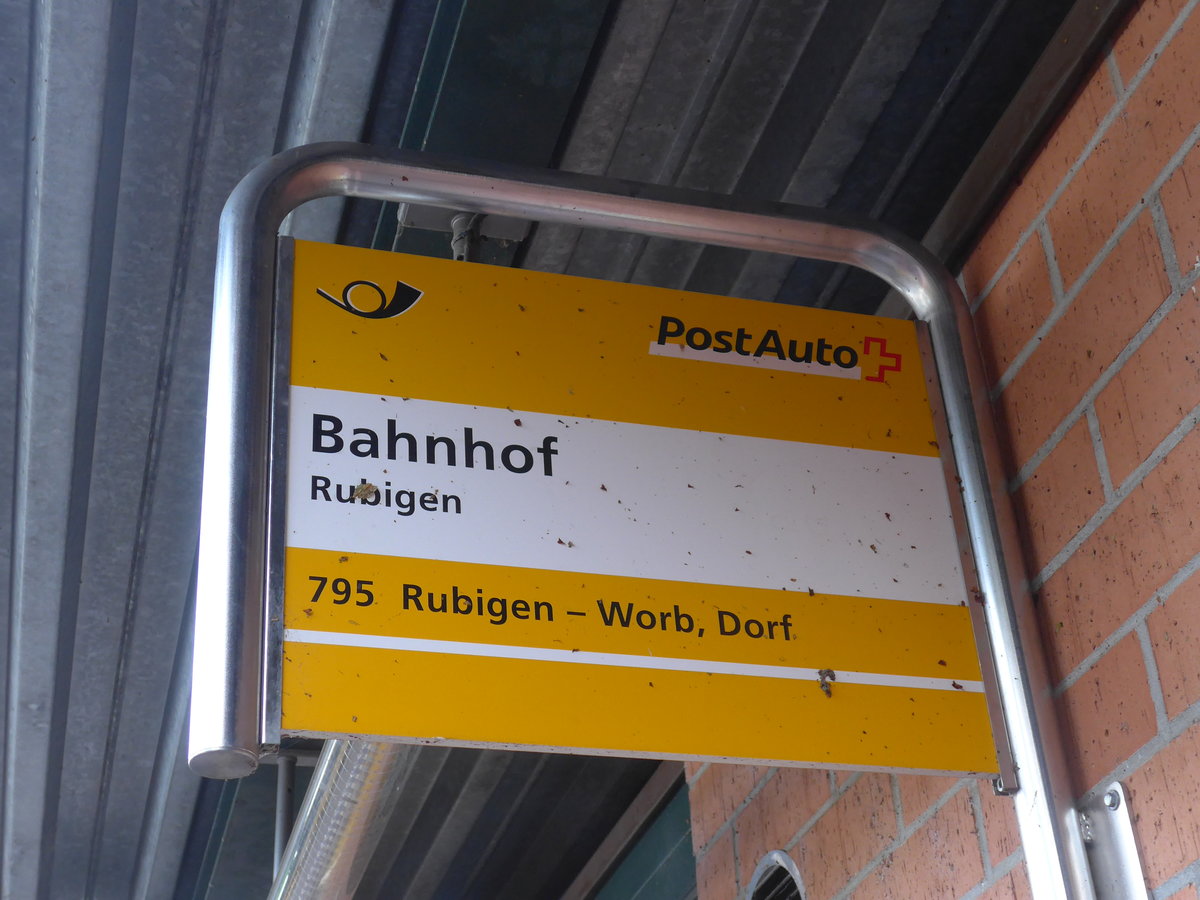 PostAuto
Bahnhof
Rubigen
795 Rubigen – Worb, Dorf